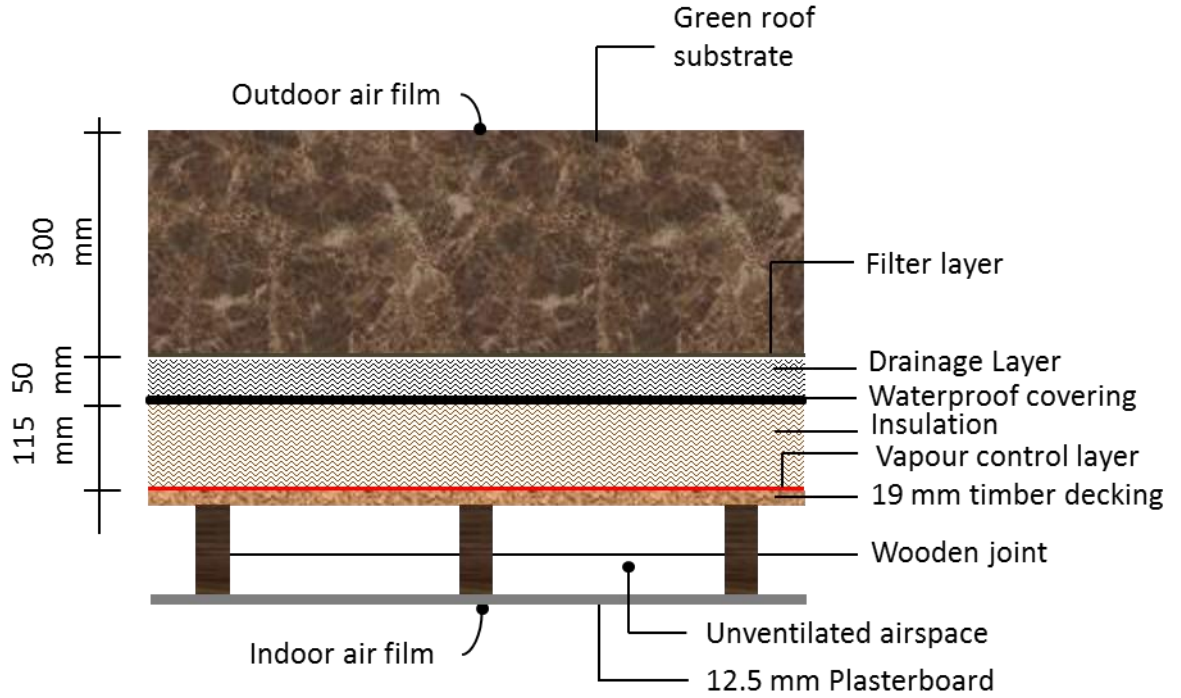 Green roof
substrate
Outdoor air film
300
mm
Filter layer
50
mm
Drainage Layer
Waterproof covering
115
mm
Insulation
Vapour control layer
19 mm timber decking
Wooden joint
Unventilated airspace
Indoor air film
12.5 mm Plasterboard